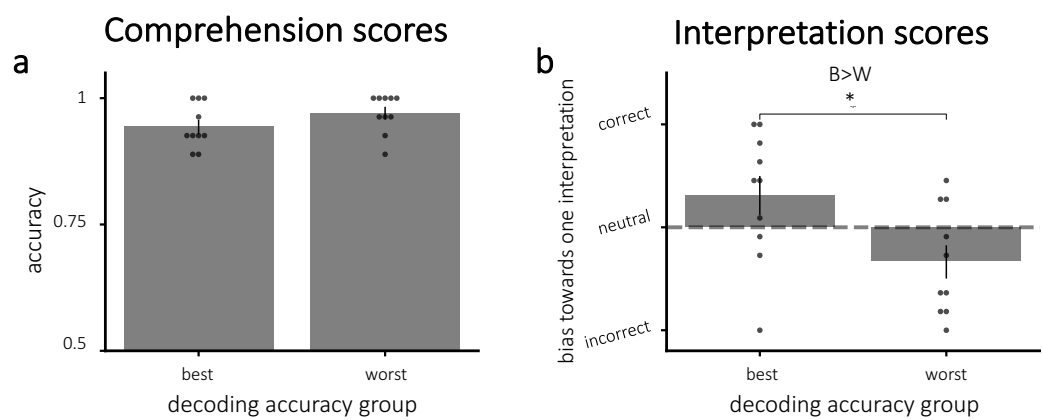 Comprehension scores
a
1
0.75
0.5
accuracy
best
worst
decoding accuracy group
Interpretation scores
b
B>W
*
correct
neutral
incorrect
bias towards one interpretation
best
worst
decoding accuracy group